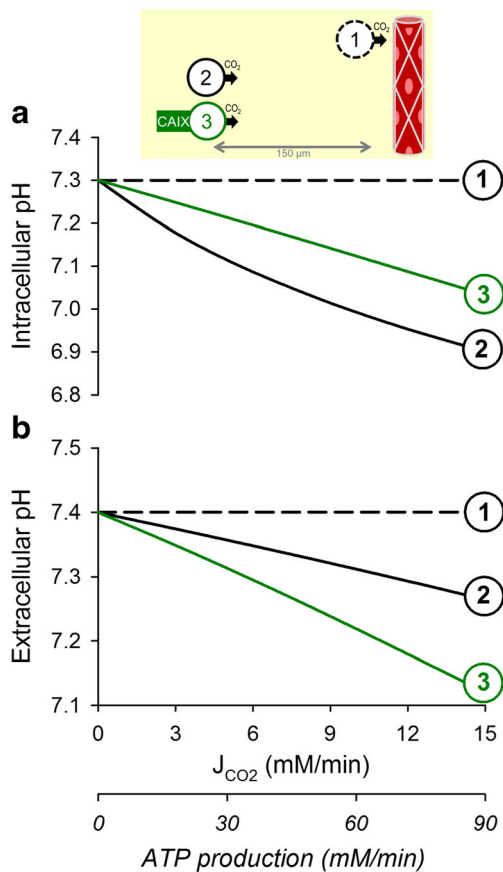 1 CO2
2 CO2
CAIX 3 CO2
150 µm
a
7.4
7.3
7.2
7.1
7.0
6.9
6.8
Intracellular pH
1
3
2
b
7.5
7.4
7.3
7.2
7.1
Extracellular pH
1
2
3
0 3 6 9 12 15
JCO2 (mM/min)
0 30 60 90
ATP production (mM/min)